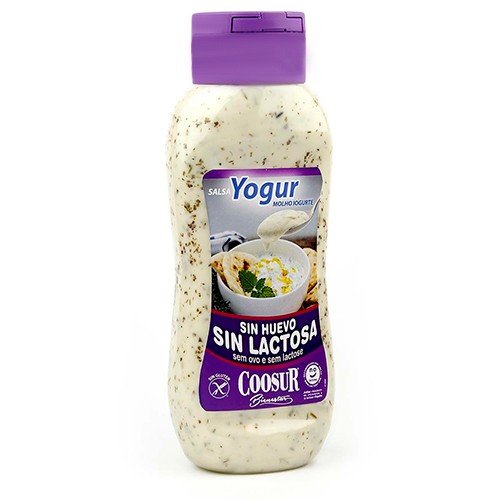 SALSA Yogur
MOLHO IOGURTE
SIN HUEVO
SIN LACTOSA
sem ovo e sem lactose
SIN GLUTEN
COOSUR
Bienestar